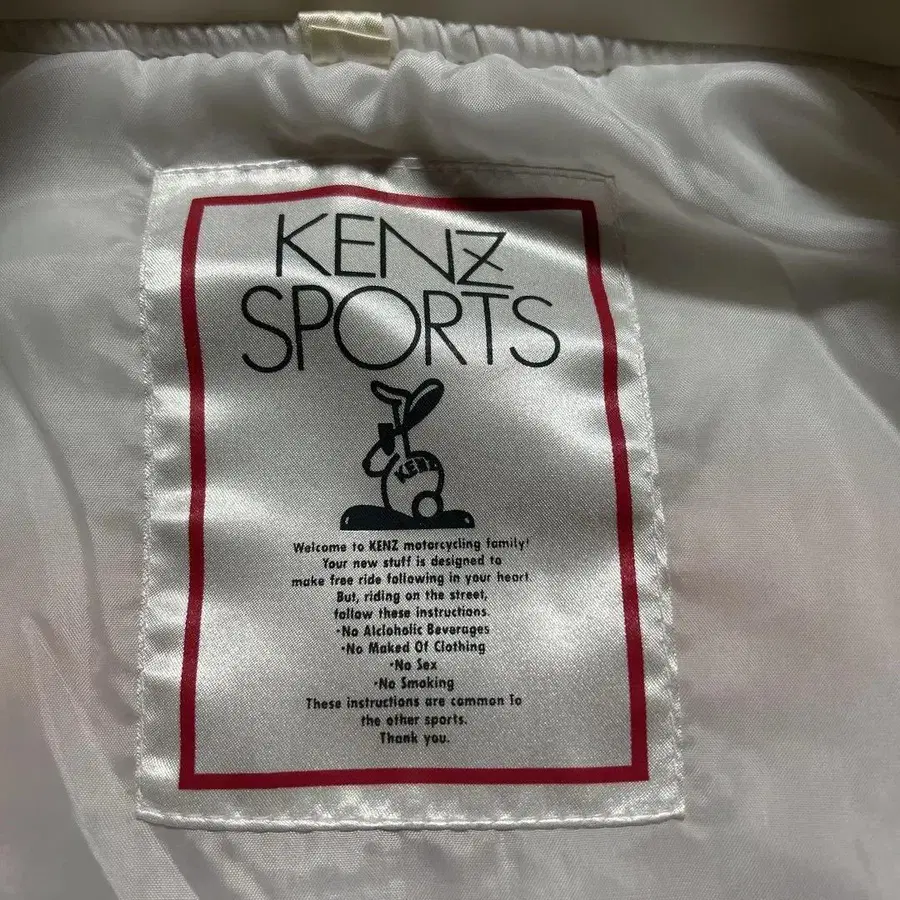 KENZ
SPORTS
KENZ
Welcome to KENZ motorcycling family!
Your new stuff is designed to
make free ride following in your heart.
But, riding on the street,
follow these instructions.
·No Alcloholic Bavarages
·No Maked Of Clothing
·No Sex
·No Smoking
These instructions are common To
the other sports.
Thank you.